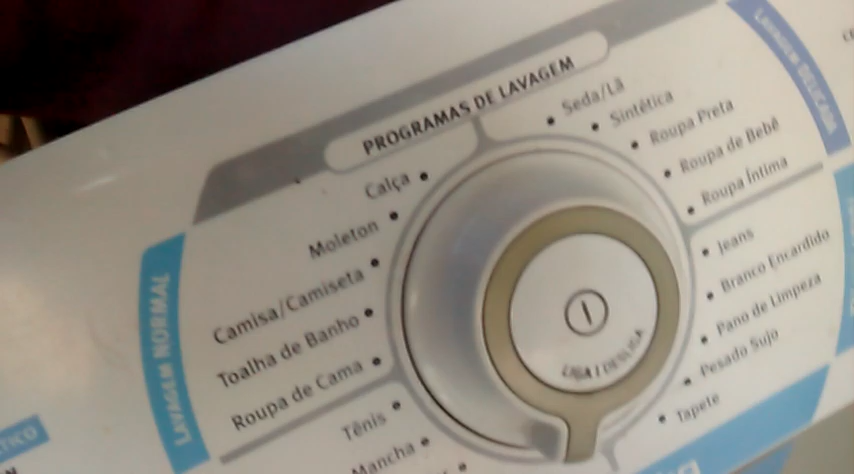 PROGRAMAS DE LAVAGEM
LAVAGEM DELICADA
Seda/Lã
Sintética
Roupa Preta
Roupa de Bebê
Roupa Íntima
Jeans
Branco Encardido
Pano de Limpeza
Pesado Sujo
Tapete
LAVAGEM NORMAL
Calça
Moleton
Camisa/Camiseta
Toalha de Banho
Roupa de Cama
Tênis
Mancha
LIGA/DESLIGA